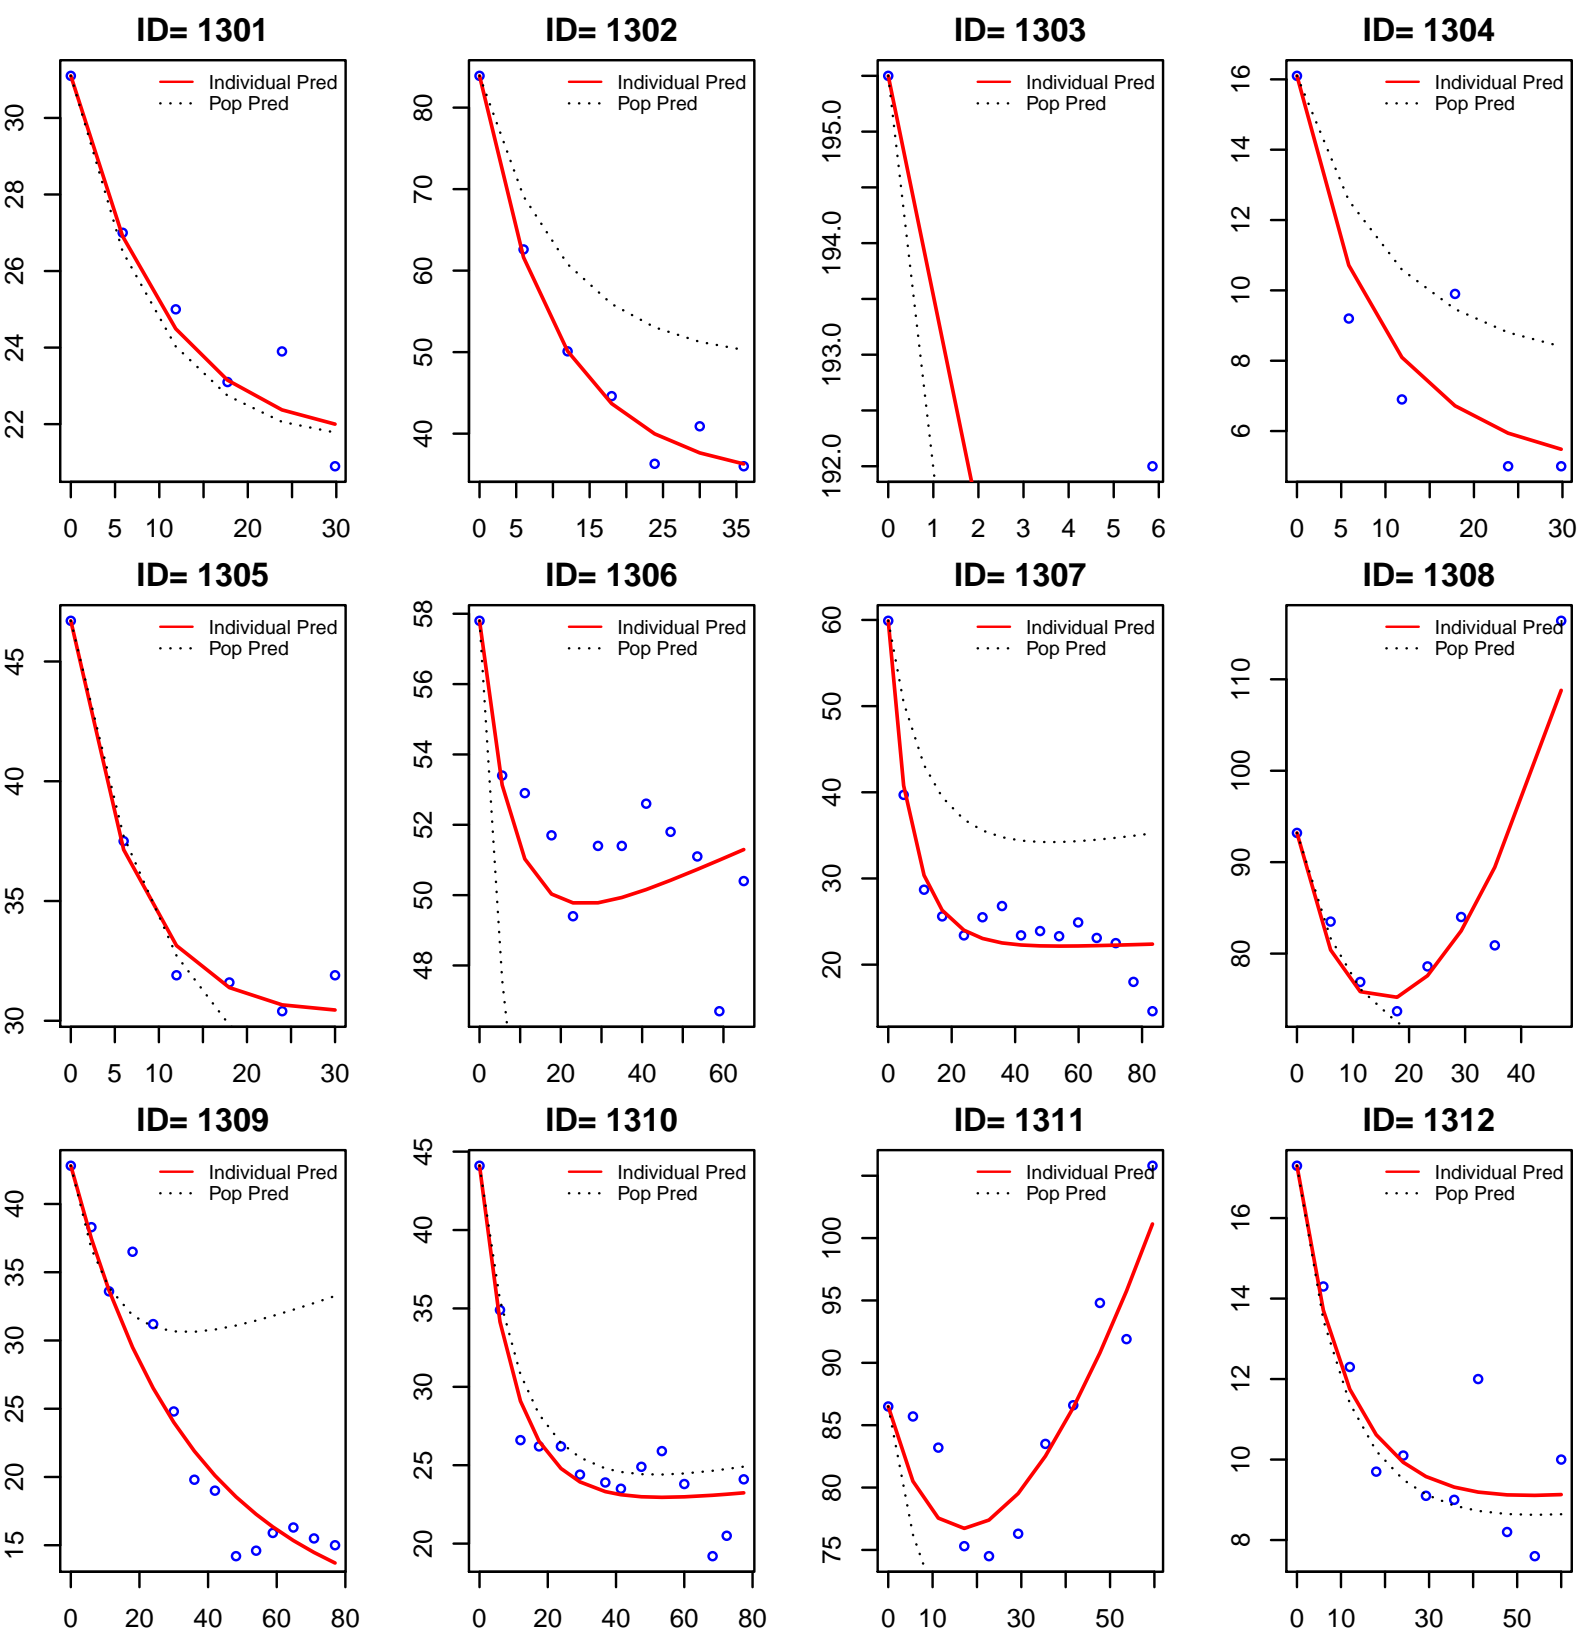 ID= 1301
Individual Pred
Pop Pred
22 24 26 28 30
0 5 10 20 30
ID= 1302
Individual Pred
Pop Pred
40 50 60 70 80
0 5 15 25 35
ID= 1303
Individual Pred
Pop Pred
192.0 193.0 194.0 195.0
0 1 2 3 4 5 6
ID= 1304
Individual Pred
Pop Pred
6 8 10 12 14 16
0 5 10 20 30
ID= 1305
Individual Pred
Pop Pred
30 35 40 45
0 5 10 20 30
ID= 1306
Individual Pred
Pop Pred
48 50 52 54 56 58
0 20 40 60
ID= 1307
Individual Pred
Pop Pred
20 30 40 50 60
0 20 40 60 80
ID= 1308
Individual Pred
Pop Pred
80 90 100 110
0 10 20 30 40
ID= 1309
Individual Pred
Pop Pred
15 20 25 30 35 40
0 20 40 60 80
ID= 1310
Individual Pred
Pop Pred
20 25 30 35 40 45
0 20 40 60 80
ID= 1311
Individual Pred
Pop Pred
75 80 85 90 95 100
0 10 30 50
ID= 1312
Individual Pred
Pop Pred
8 10 12 14 16
0 10 30 50